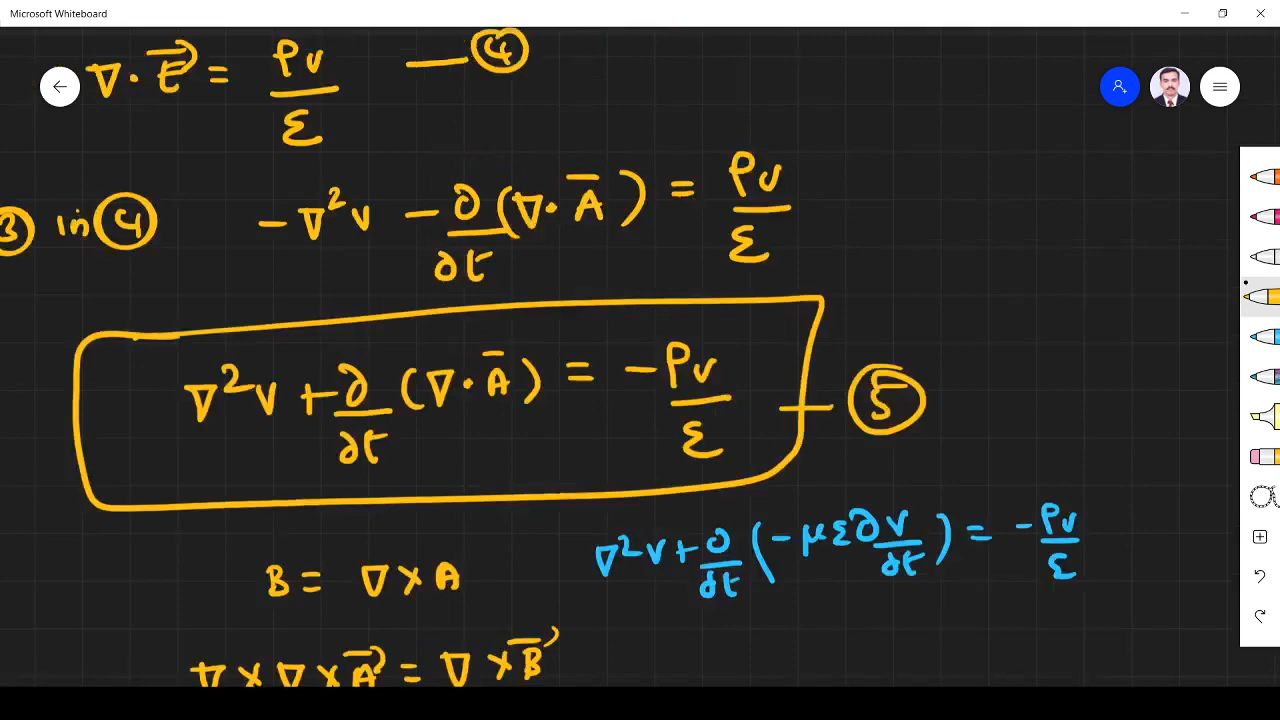 Microsoft Whiteboard
∇·E⃗ = ρv/ε — ④
③ in ④ -∇²V - ∂/∂t (∇·A̅) = ρv/ε
∇²V + ∂/∂t (∇·A̅) = -ρv/ε — ⑤
∇²V + ∂/∂t (-με ∂V/∂t) = -ρv/ε
B = ∇×A
∇×∇×A⃗ = ∇×B⃗